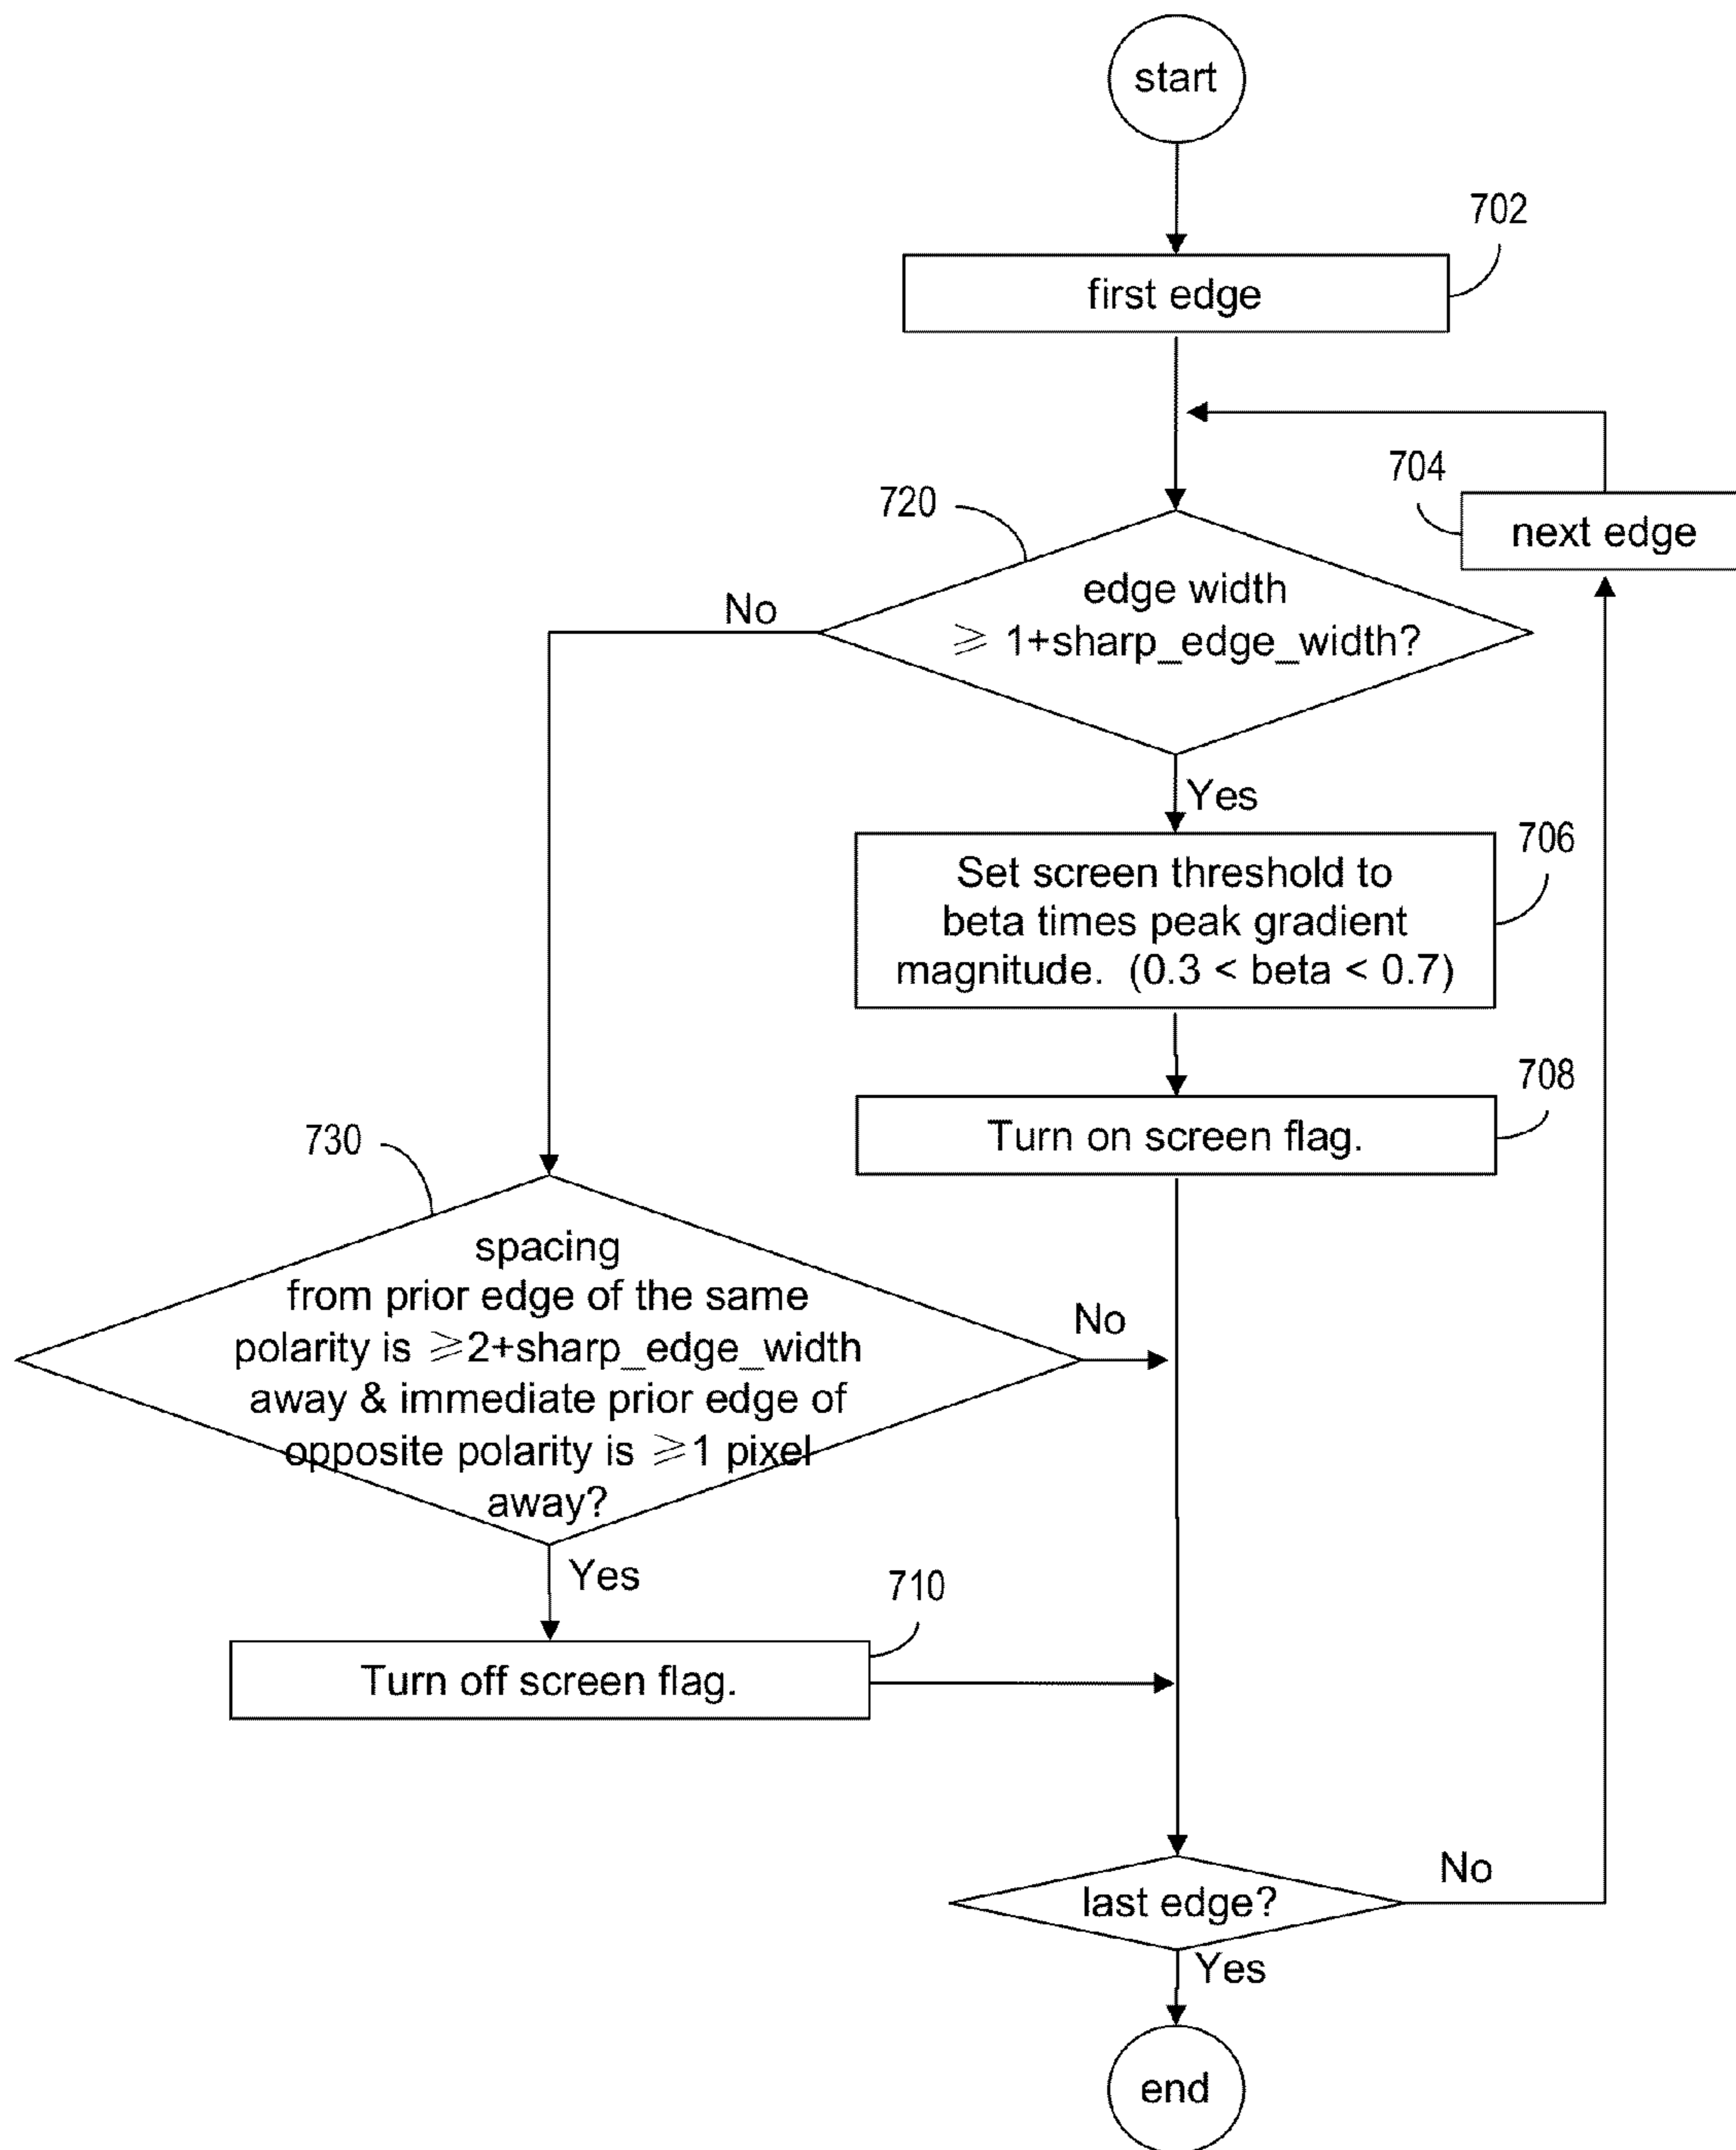 start
702
first edge
704
next edge
720
edge width
≥ 1+sharp_edge_width?
No
Yes
706
Set screen threshold to
beta times peak gradient
magnitude. (0.3 < beta < 0.7)
708
Turn on screen flag.
730
spacing
from prior edge of the same
polarity is ≥2+sharp_edge_width
away & immediate prior edge of
opposite polarity is ≥1 pixel
away?
No
Yes
710
Turn off screen flag.
last edge?
No
Yes
end